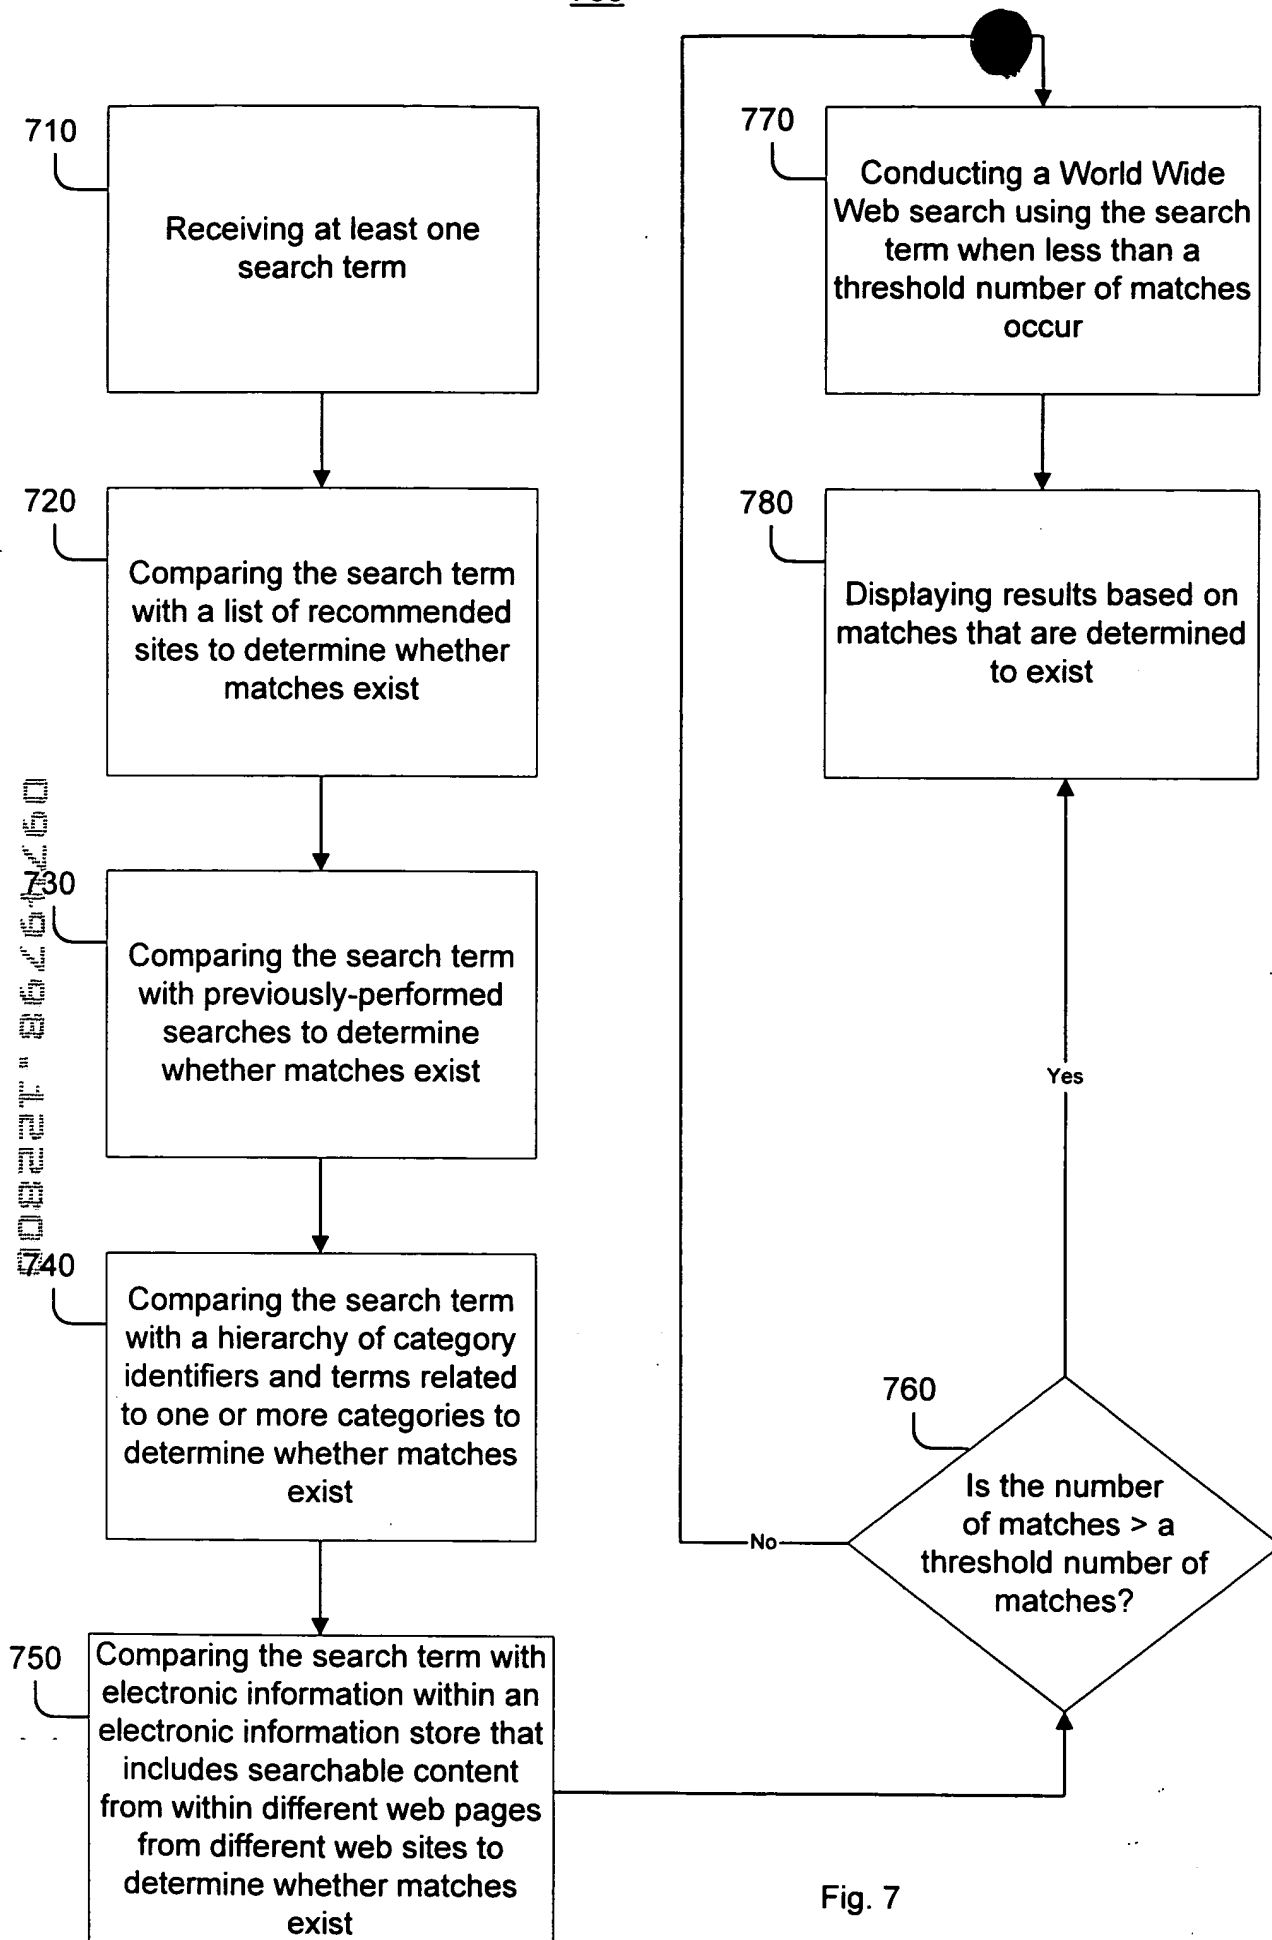 710
Receiving at least one
search term
720
Comparing the search term
with a list of recommended
sites to determine whether
matches exist
730
Comparing the search term
with previously-performed
searches to determine
whether matches exist
740
Comparing the search term
with a hierarchy of category
identifiers and terms related
to one or more categories to
determine whether matches
exist
750
Comparing the search term with
electronic information within an
electronic information store that
includes searchable content
from within different web pages
from different web sites to
determine whether matches
exist
760
Is the number
of matches > a
threshold number of
matches?
No
Yes
770
Conducting a World Wide
Web search using the search
term when less than a
threshold number of matches
occur
780
Displaying results based on
matches that are determined
to exist
Fig. 7